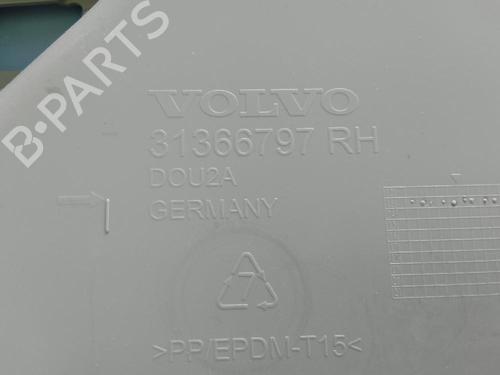 B-PARTS
VOLVO
31366797 RH
DOU2A
GERMANY
7
>PP/EPDM-T15<